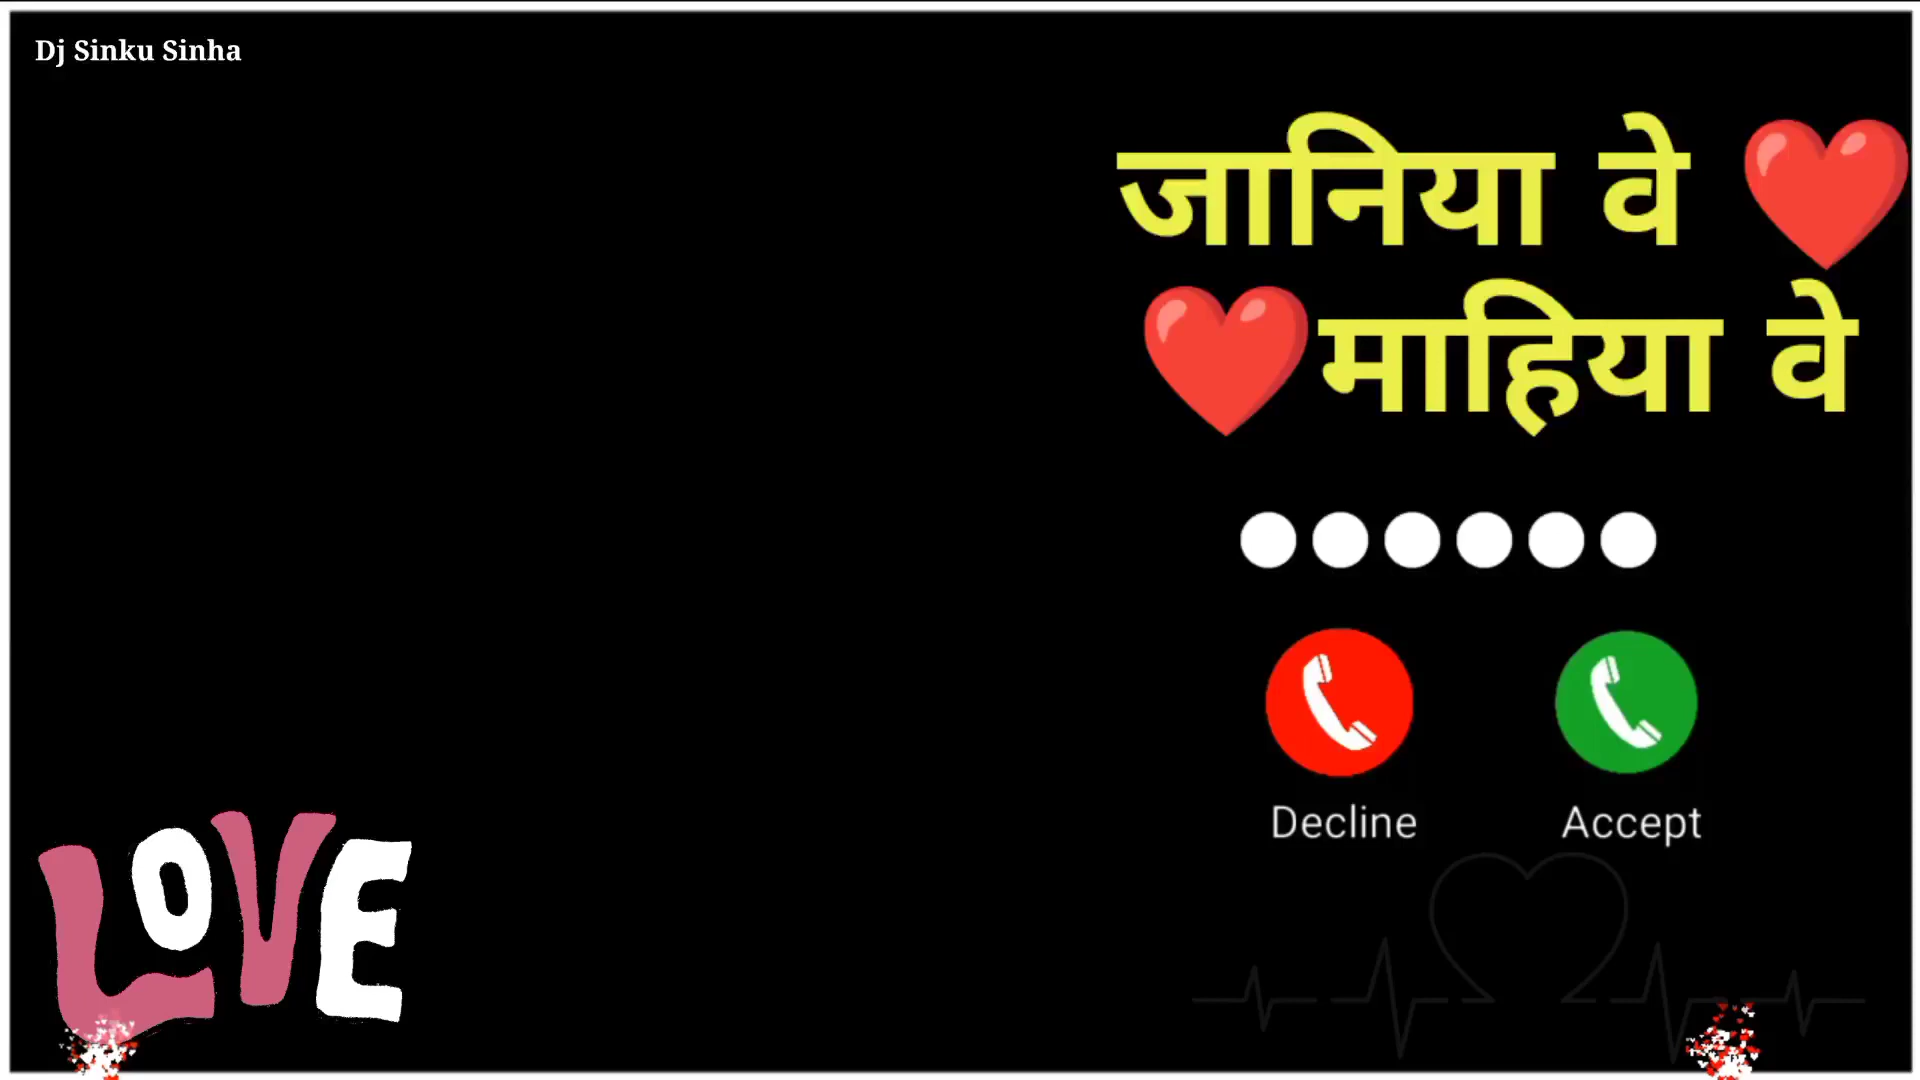 Dj Sinku Sinha
जानिया वे ❤️
❤️माहिया वे
Decline
Accept
LOVE